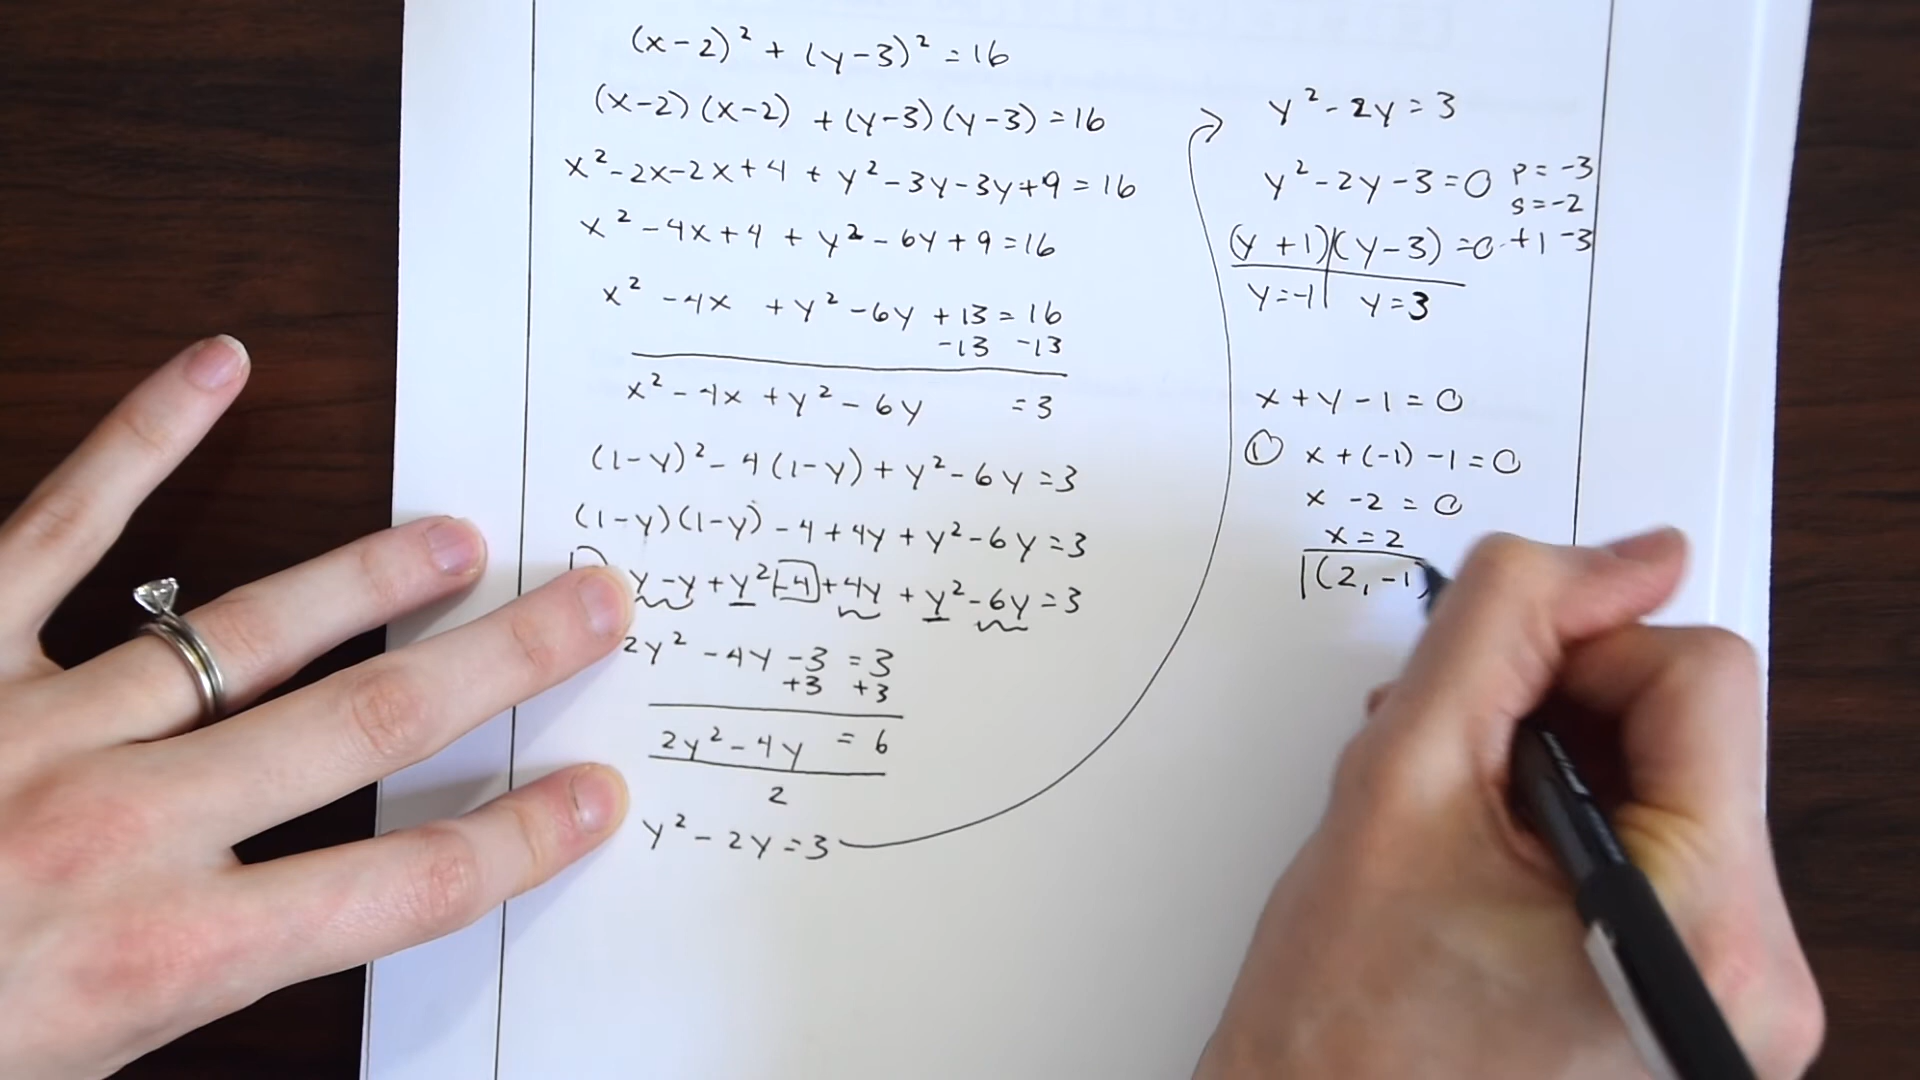 (x-2)² + (y-3)² = 16
(x-2)(x-2) + (y-3)(y-3) = 16
x²-2x-2x+4 + y²-3y-3y+9 = 16
x² - 4x + 4 + y² - 6y + 9 = 16
x² - 4x + y² - 6y + 13 = 16
-13 -13
x² - 4x + y² - 6y = 3
(1-y)² - 4(1-y) + y² - 6y = 3
(1-y)(1-y) - 4 + 4y + y² - 6y = 3
y - y + y² - 4 + 4y + y² - 6y = 3
2y² - 4y - 3 = 3
+3 +3
2y² - 4y = 6
2
y² - 2y = 3
y² - 2y = 3
y² - 2y - 3 = 0 p = -3
s = -2
(y + 1)(y - 3) = 0 +1 -3
y = -1 y = 3
x + y - 1 = 0
① x + (-1) - 1 = 0
x - 2 = 0
x = 2
(2, -1)